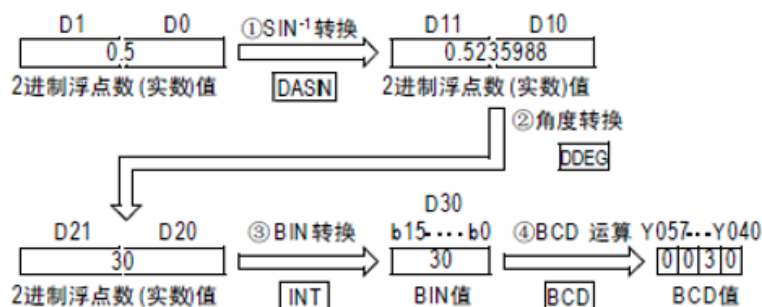 D1 D0 ①SIN⁻¹转换 D11 D10
0.5 0.5235988
2进制浮点数(实数)值 DASIN 2进制浮点数(实数)值
②角度转换
DDEG
D30
D21 D20 ③BIN转换 b15····b0 ④BCD 运算 Y057···Y040
30 30 0 0 3 0
2进制浮点数(实数)值 INT BIN值 BCD BCD值